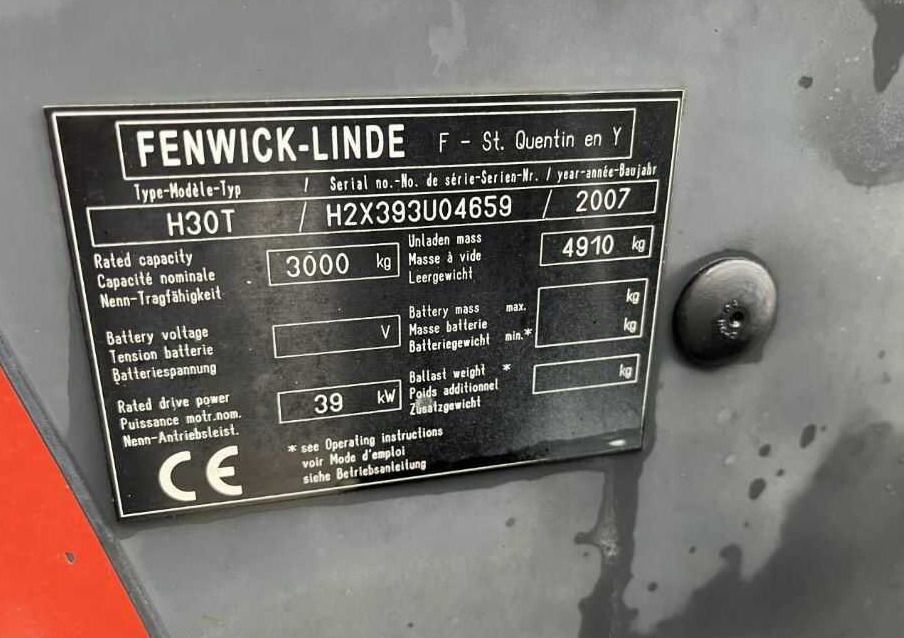 FENWICK-LINDE F - St. Quentin en Y
Type-Modèle-Typ / Serial no.-No. de série-Serien-Nr. / year-année-Baujahr
H30T / H2X393U04659 / 2007
Rated capacity
Capacité nominale
Nenn-Tragfähigkeit
3000 kg
Unladen mass
Masse à vide
Leergewicht
4910 kg
Battery voltage
Tension batterie
Batteriespannung
V
Battery mass max. kg
Masse batterie
Batteriegewicht min.* kg
Rated drive power
Puissance motr.nom.
Nenn-Antriebsleist.
39 kW
Ballast weight *
Poids additionnel
Zusatzgewicht
kg
* see Operating instructions
voir Mode d'emploi
siehe Betriebsanleitung
CE